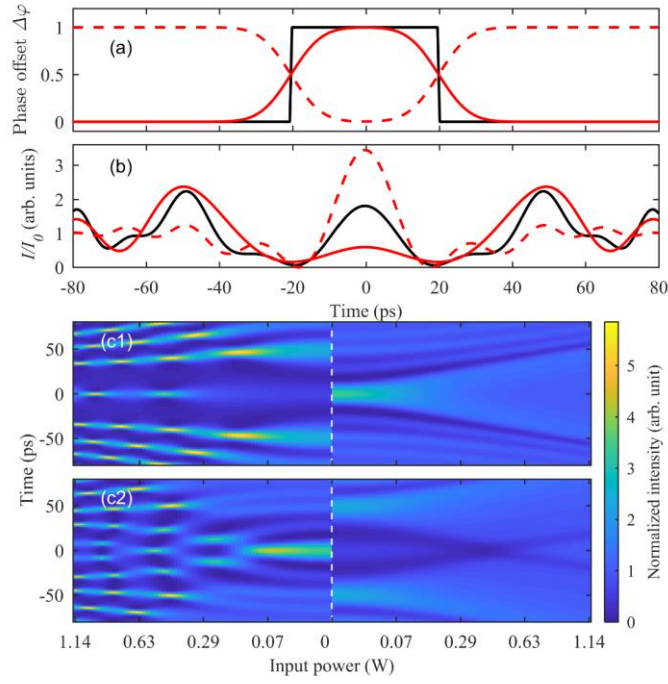 Phase offset Δφ
1
0.5
0
(a)
I/I0 (arb. units)
3
2
1
0
(b)
-80 -60 -40 -20 0 20 40 60 80
Time (ps)
(c1)
50
0
-50
(c2)
50
0
-50
Time (ps)
1.14 0.63 0.29 0.07 0 0.07 0.29 0.63 1.14
Input power (W)
5
4
3
2
1
0
Normalized intensity (arb. unit)